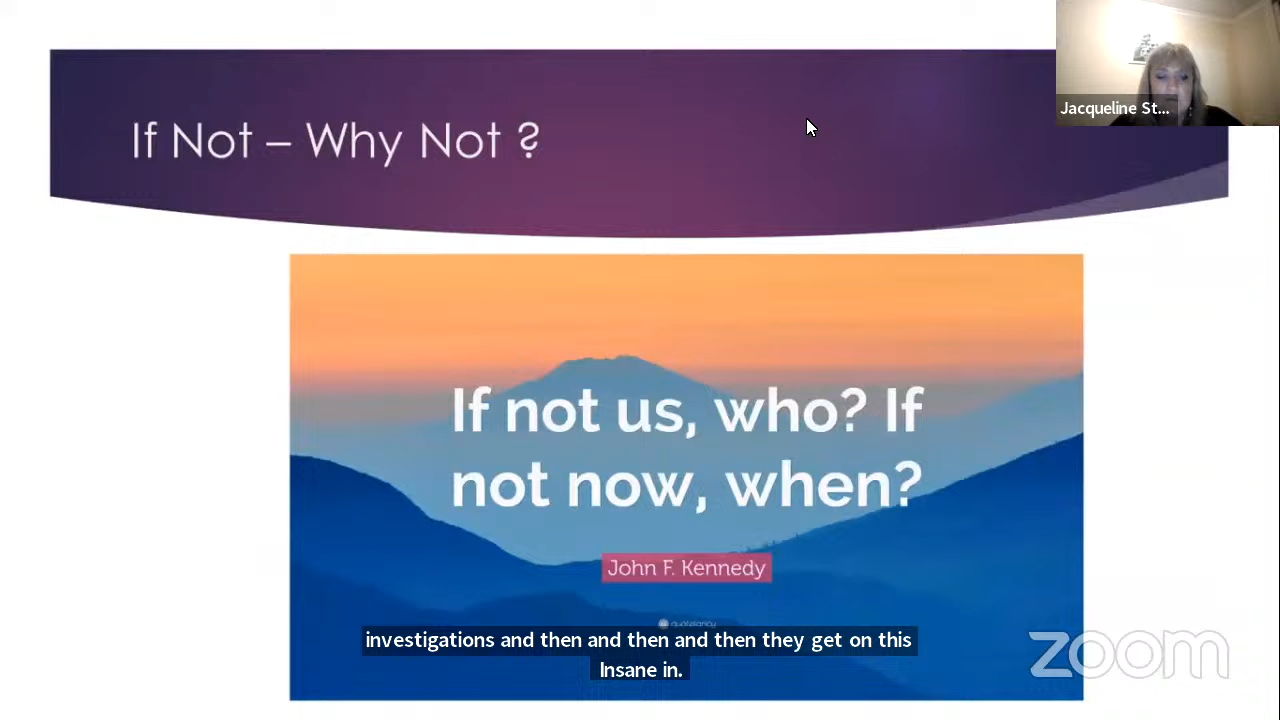 Jacqueline St...
If Not – Why Not ?
If not us, who? If
not now, when?
John F. Kennedy
quotefancy
investigations and then and then and then they get on this
Insane in.
zoom